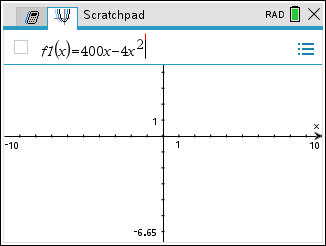 Scratchpad RAD
f1(x)=400x-4x²
1
x
-10 1 10
-6.65